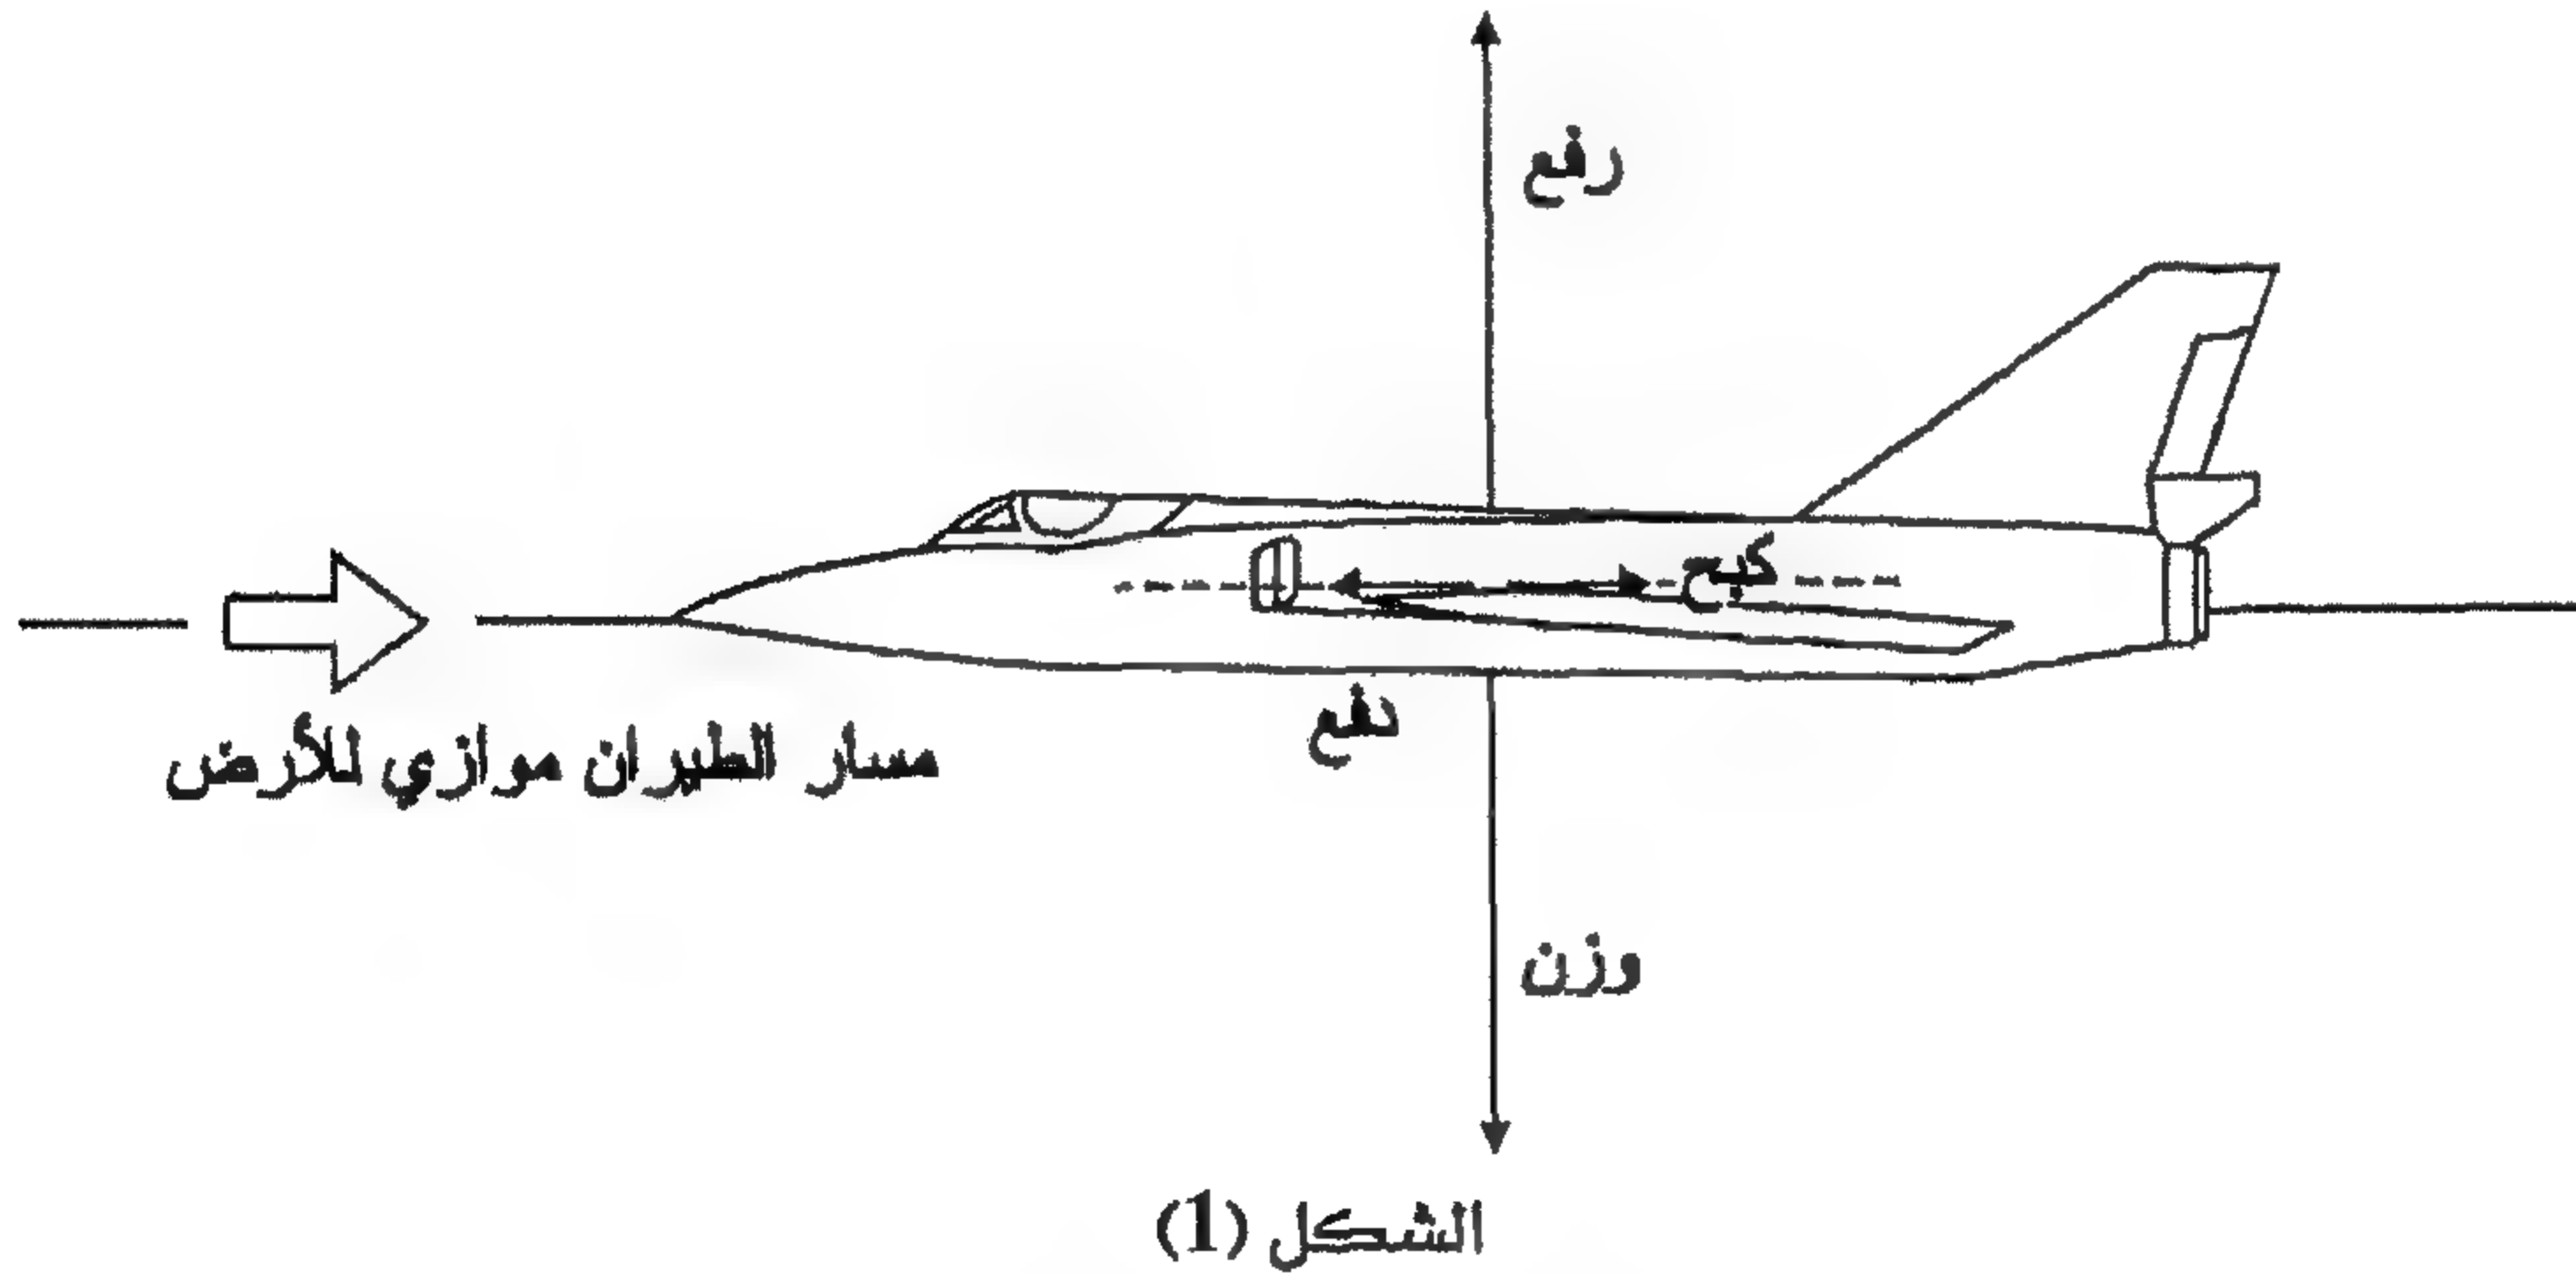 رفع
كبح
دفع
مسار الطيران موازي للأرض
وزن
الشكل (1)